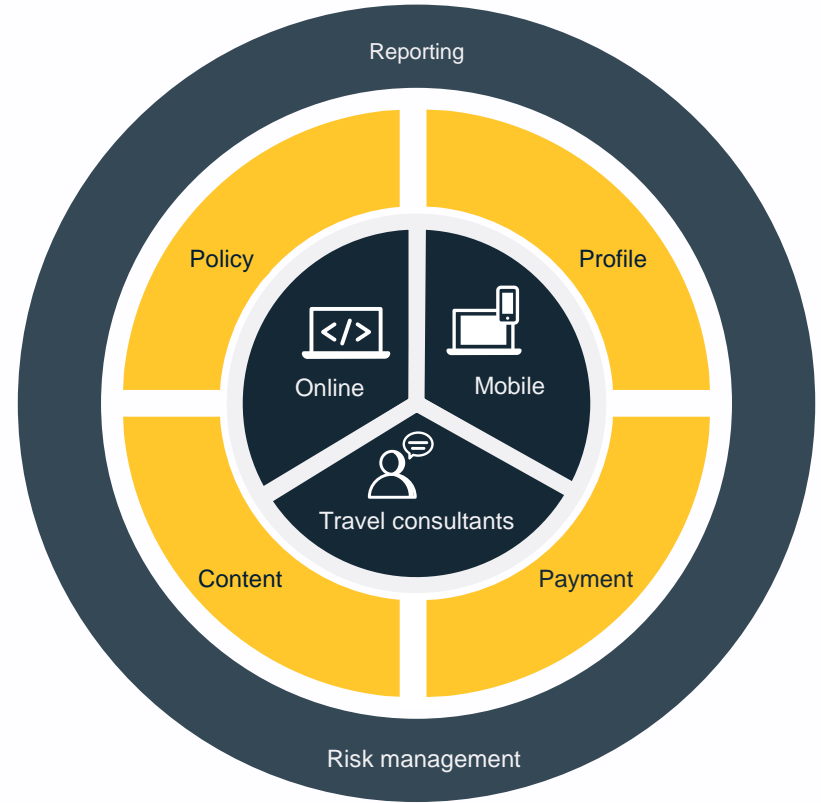 Reporting
Policy
Profile
</>
Online
Mobile
Travel consultants
Content
Payment
Risk management